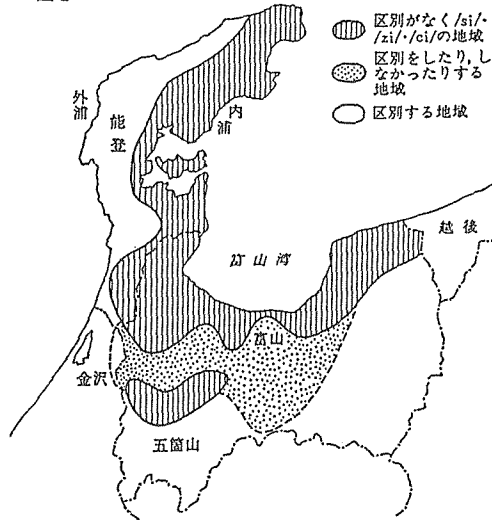 区別がなく/si/・
/zi/・/ci/の地域
区別をしたり,し
なかったりする
地域
区別する地域
外浦
能登
内浦
富山湾
越後
富山
金沢
五箇山